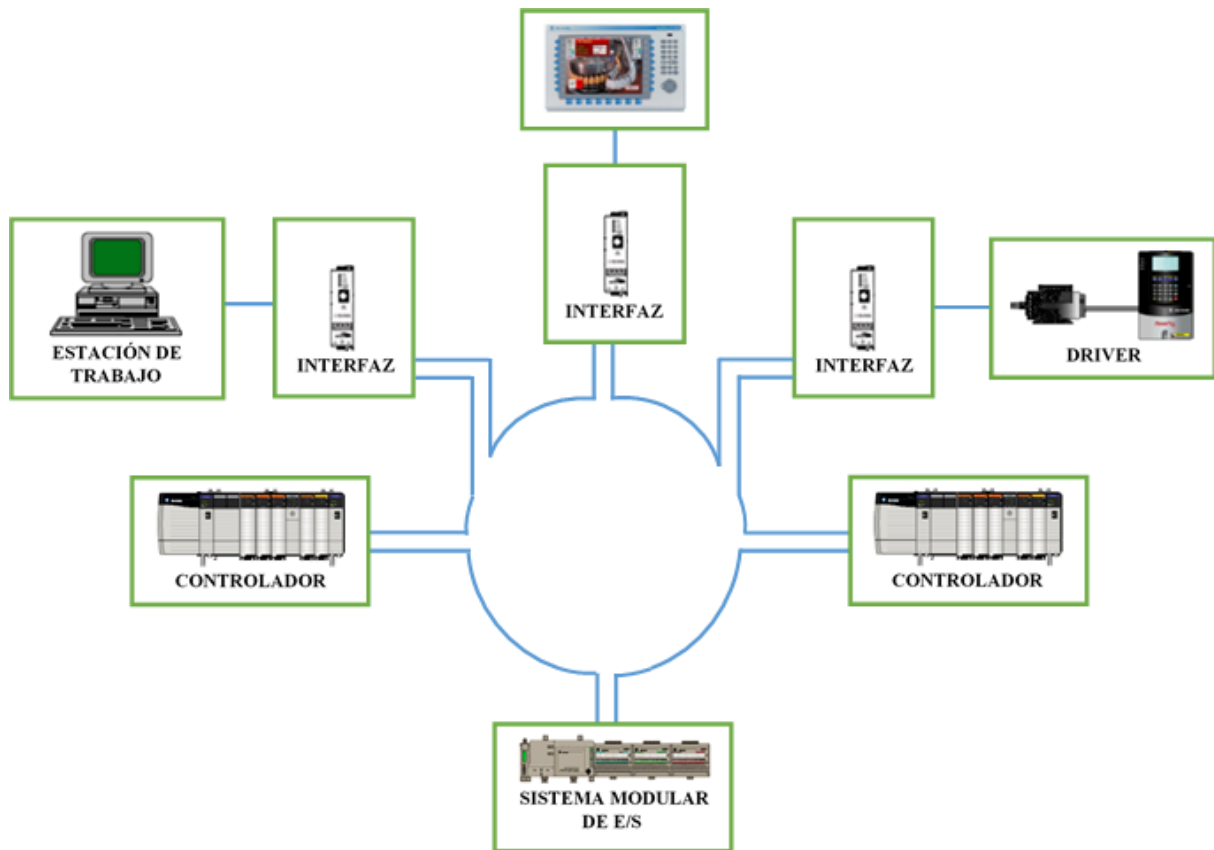 INTERFAZ
ESTACIÓN DE
TRABAJO
INTERFAZ
INTERFAZ
DRIVER
CONTROLADOR
CONTROLADOR
SISTEMA MODULAR
DE E/S